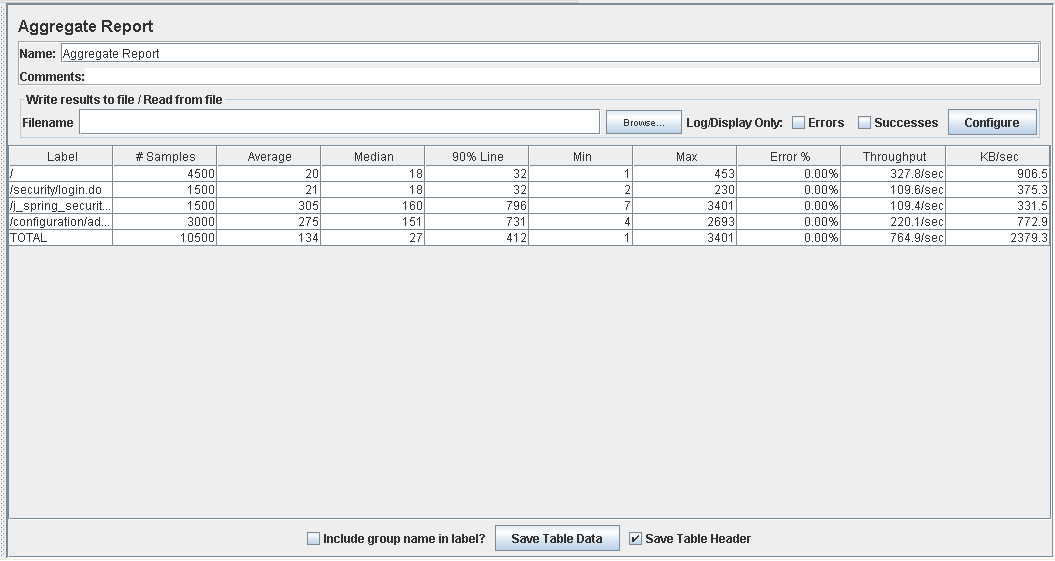 Aggregate Report
Name: Aggregate Report
Comments:
Write results to file / Read from file
Filename Browse... Log/Display Only: Errors Successes Configure
Label # Samples Average Median 90% Line Min Max Error % Throughput KB/sec
/ 4500 20 18 32 1 453 0.00% 327.8/sec 906.5
/security/login.do 1500 21 18 32 2 230 0.00% 109.6/sec 375.3
/j_spring_securit... 1500 305 160 796 7 3401 0.00% 109.4/sec 331.5
/configuration/ad... 3000 275 151 731 4 2693 0.00% 220.1/sec 772.9
TOTAL 10500 134 27 412 1 3401 0.00% 764.9/sec 2379.3
Include group name in label? Save Table Data Save Table Header